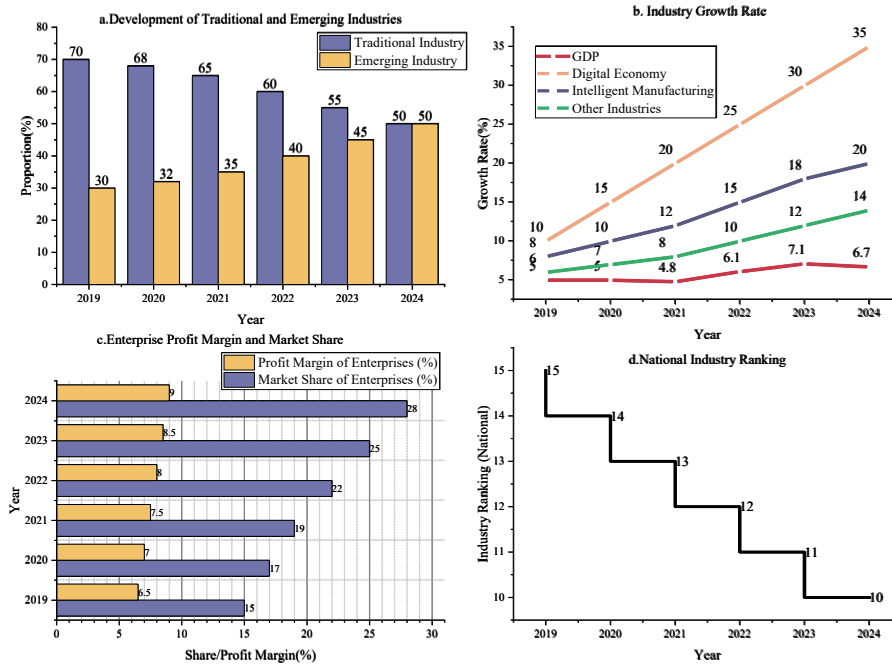 a.Development of Traditional and Emerging Industries
Traditional Industry
Emerging Industry
Proportion(%)
80
70
60
50
40
30
20
10
0
70 30
68 32
65 35
60 40
55 45
50 50
2019 2020 2021 2022 2023 2024
Year
b. Industry Growth Rate
GDP
Digital Economy
Intelligent Manufacturing
Other Industries
Growth Rate(%)
35
30
25
20
15
10
5
10 15 20 25 30 35
8 10 12 15 18 20
6 7 8 10 12 14
5 5 4.8 6.1 7.1 6.7
2019 2020 2021 2022 2023 2024
Year
c.Enterprise Profit Margin and Market Share
Profit Margin of Enterprises (%)
Market Share of Enterprises (%)
Year
2024 9 28
2023 8.5 25
2022 8 22
2021 7.5 19
2020 7 17
2019 6.5 15
0 5 10 15 20 25 30
Share/Profit Margin(%)
d.National Industry Ranking
Industry Ranking (National)
15
14
13
12
11
10
15
14
13
12
11
10
2019 2020 2021 2022 2023 2024
Year